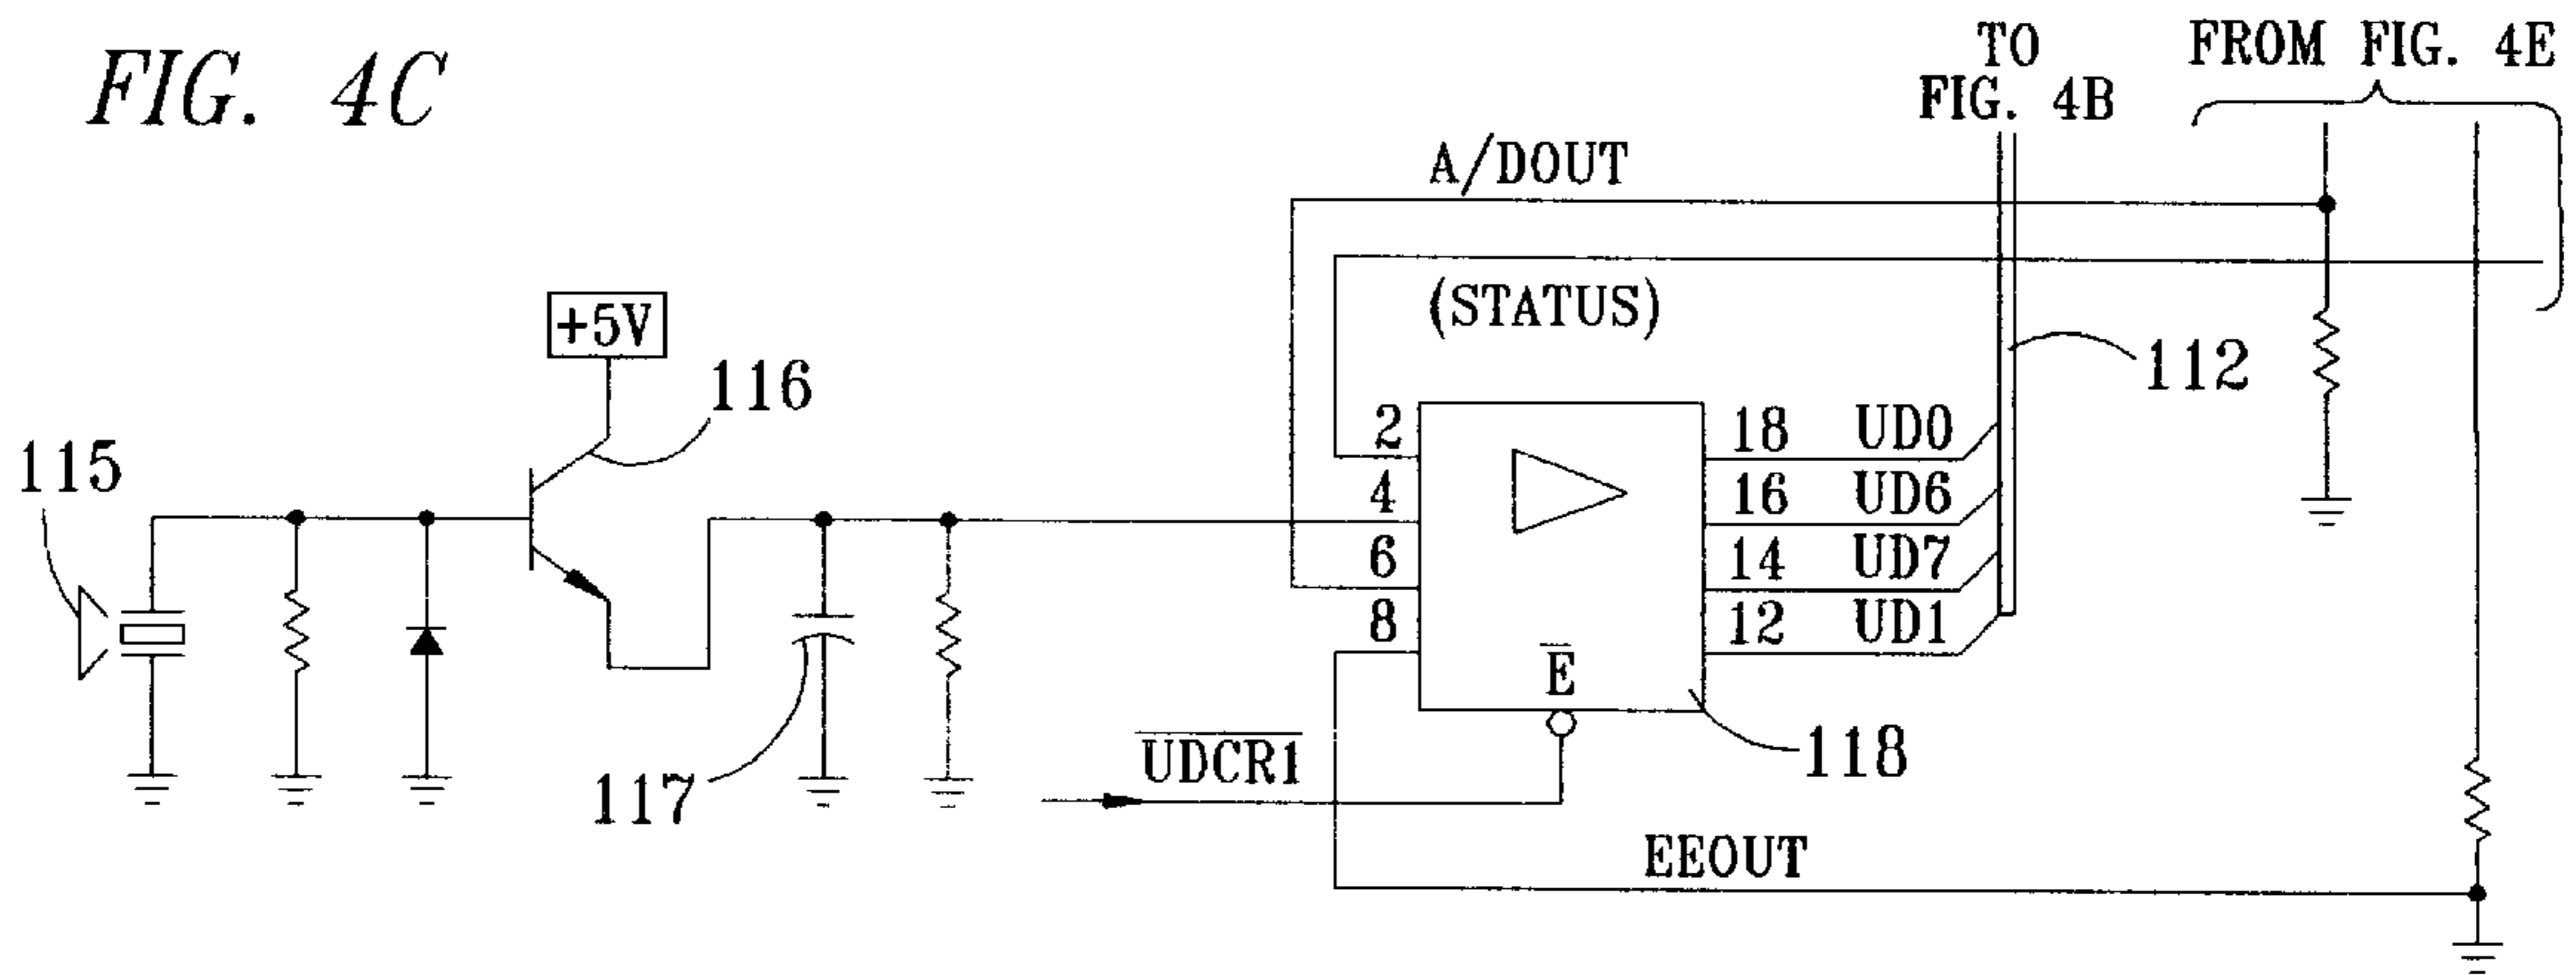 FIG. 4C
TO
FIG. 4B
FROM FIG. 4E
A/DOUT
(STATUS)
+5V
116
112
115
2
18 UD0
4
16 UD6
6
14 UD7
8
12 UD1
E̅
U̅D̅C̅R̅1̅
118
117
EEOUT